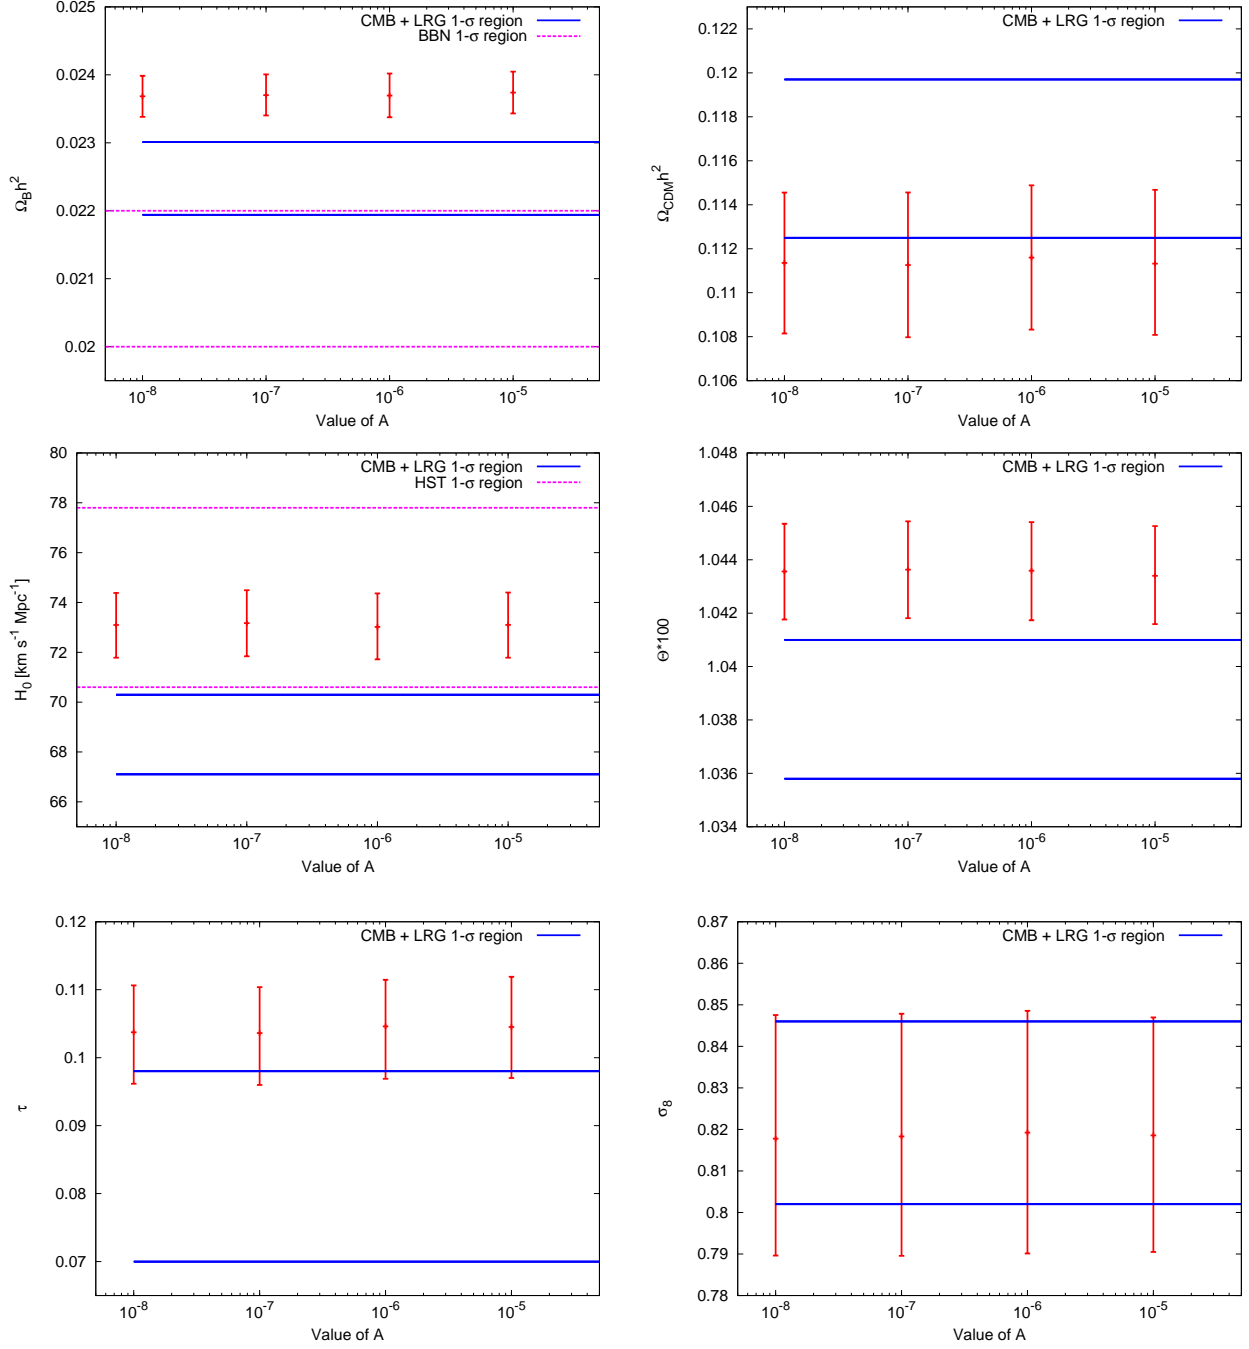 0.025
0.024
0.023
0.022
0.021
0.02
Ω_B h²
CMB + LRG 1-σ region
BBN 1-σ region
10⁻⁸ 10⁻⁷ 10⁻⁶ 10⁻⁵
Value of A
0.122
0.12
0.118
0.116
0.114
0.112
0.11
0.108
0.106
Ω_CDM h²
CMB + LRG 1-σ region
10⁻⁸ 10⁻⁷ 10⁻⁶ 10⁻⁵
Value of A
80
78
76
74
72
70
68
66
H₀ [km s⁻¹ Mpc⁻¹]
CMB + LRG 1-σ region
HST 1-σ region
10⁻⁸ 10⁻⁷ 10⁻⁶ 10⁻⁵
Value of A
1.048
1.046
1.044
1.042
1.04
1.038
1.036
1.034
Θ*100
CMB + LRG 1-σ region
10⁻⁸ 10⁻⁷ 10⁻⁶ 10⁻⁵
Value of A
0.12
0.11
0.1
0.09
0.08
0.07
τ
CMB + LRG 1-σ region
10⁻⁸ 10⁻⁷ 10⁻⁶ 10⁻⁵
Value of A
0.87
0.86
0.85
0.84
0.83
0.82
0.81
0.8
0.79
0.78
σ₈
CMB + LRG 1-σ region
10⁻⁸ 10⁻⁷ 10⁻⁶ 10⁻⁵
Value of A